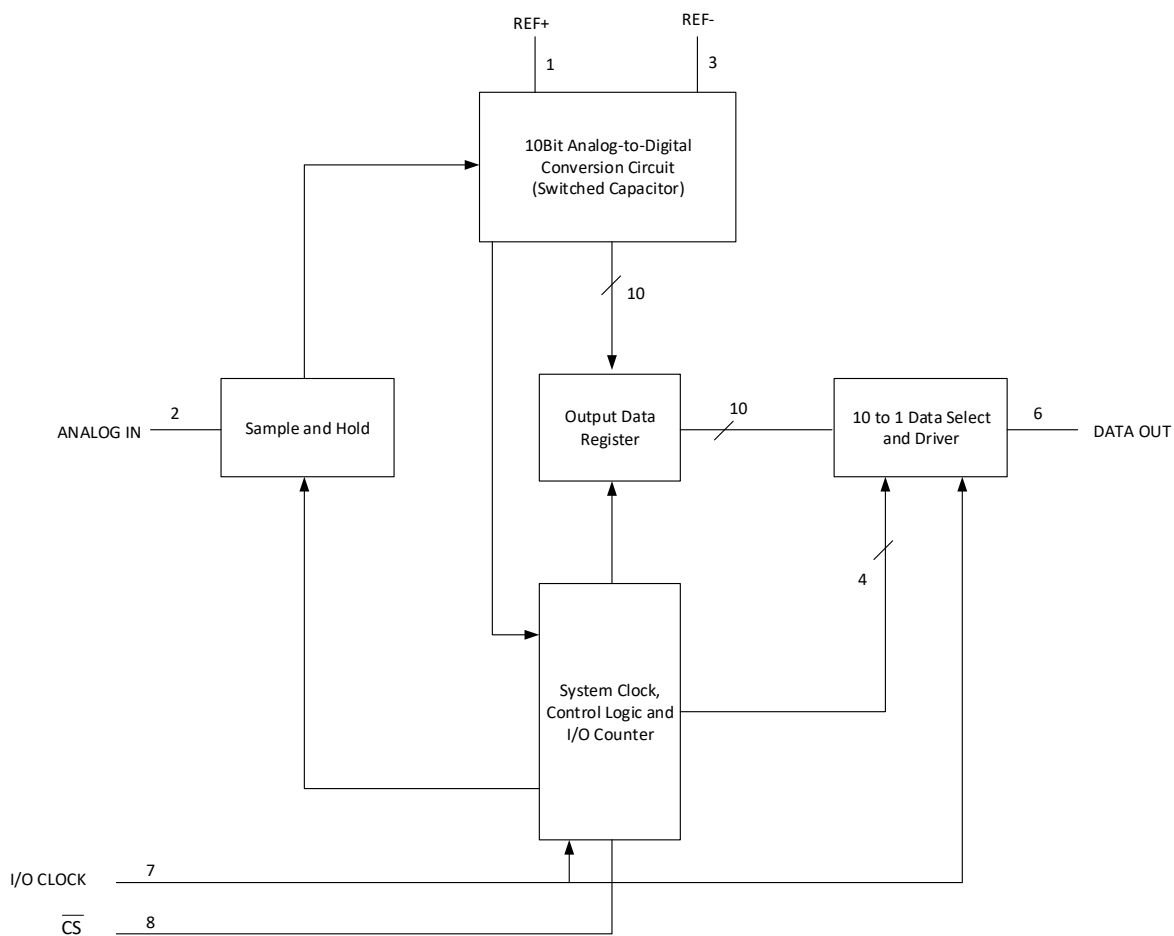 REF+
REF-
1
3
10Bit Analog-to-Digital
Conversion Circuit
(Switched Capacitor)
10
ANALOG IN
2
Sample and Hold
Output Data
Register
10
10 to 1 Data Select
and Driver
6
DATA OUT
4
System Clock,
Control Logic and
I/O Counter
I/O CLOCK
7
C̅S̅
8